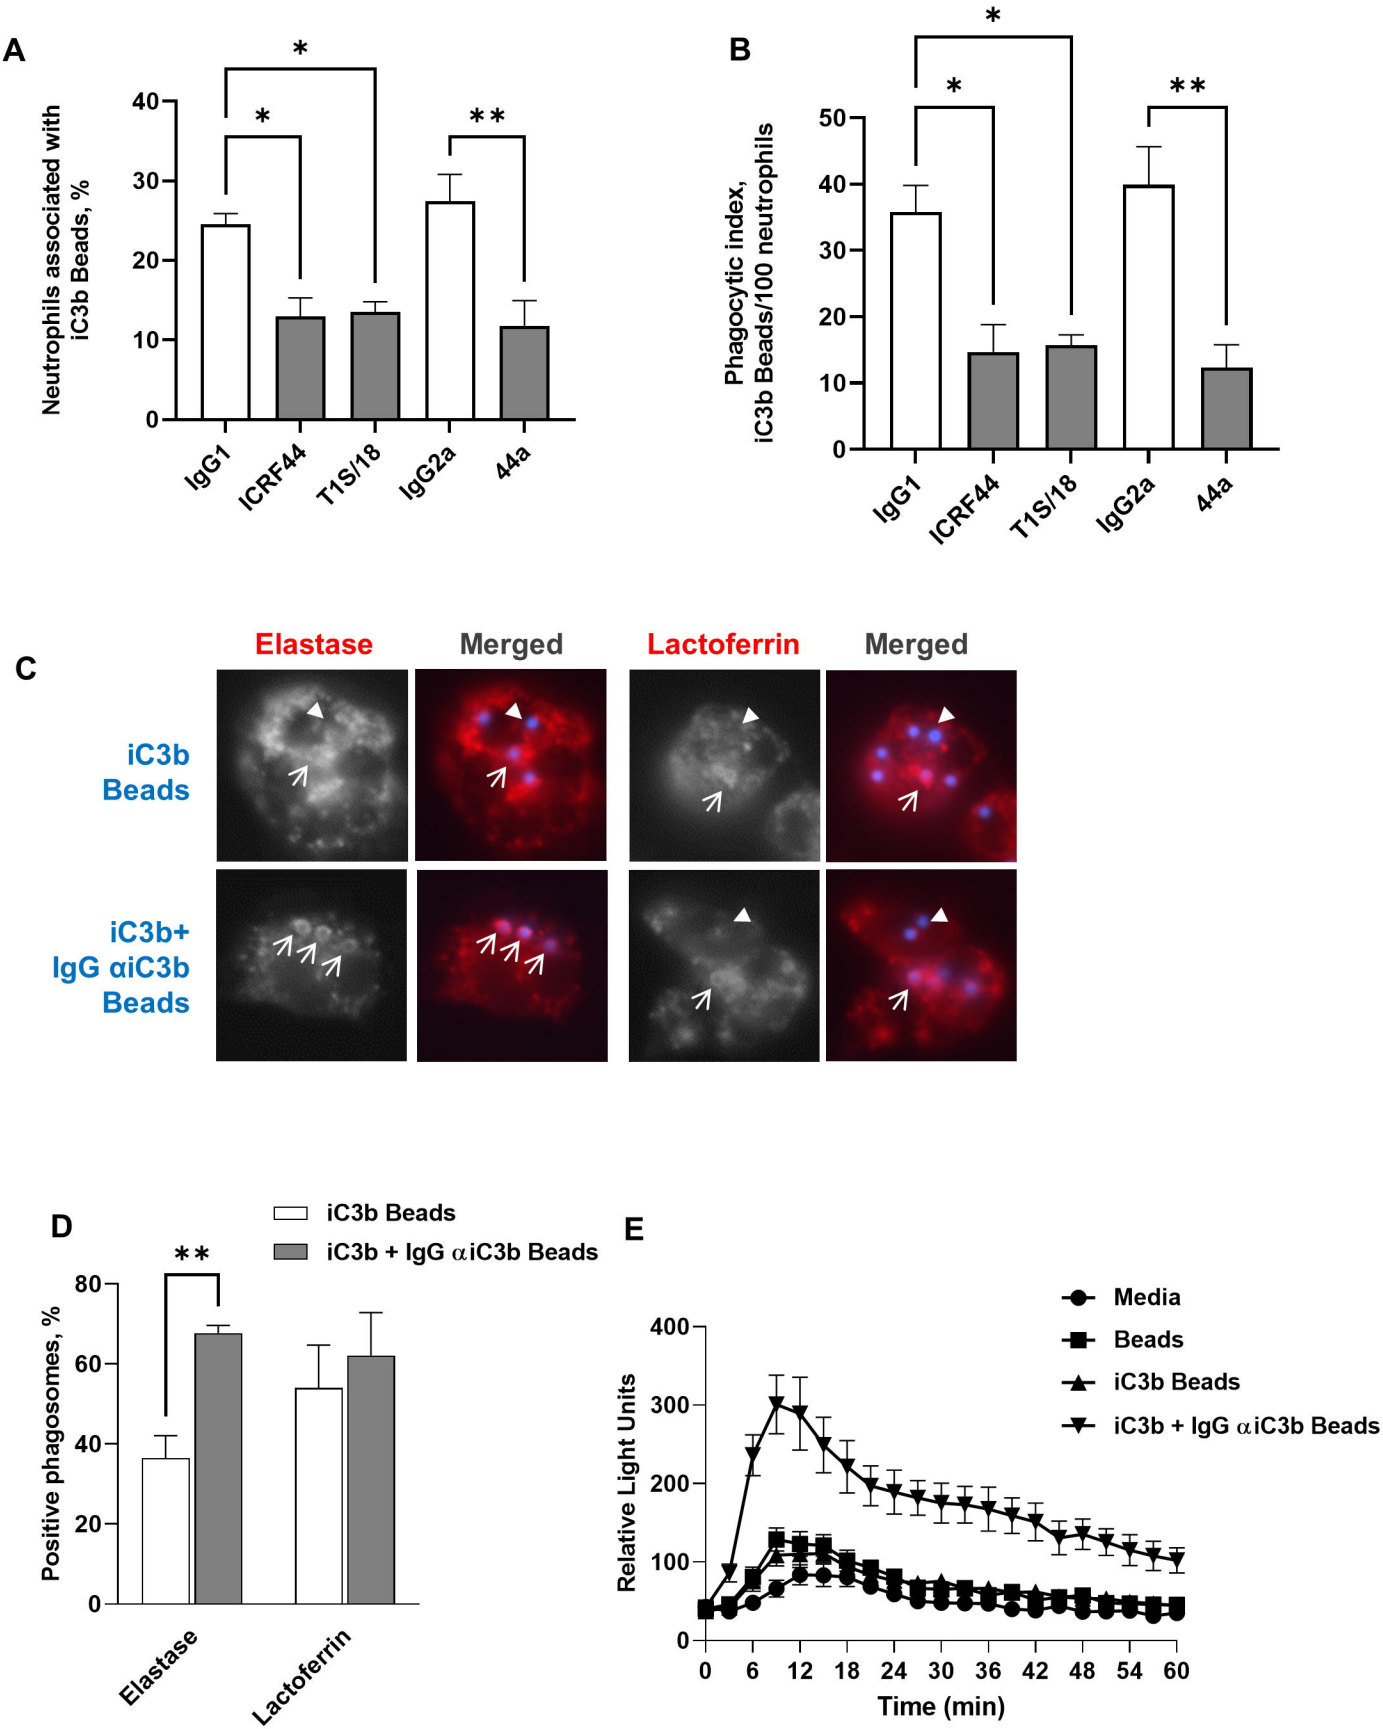 A
Neutrophils associated with
iC3b Beads, %
40
30
20
10
0
*
*
**
IgG1
ICRF44
T1S/18
IgG2a
44a
B
Phagocytic index,
iC3b Beads/100 neutrophils
50
40
30
20
10
0
*
*
**
IgG1
ICRF44
T1S/18
IgG2a
44a
C
Elastase
Merged
Lactoferrin
Merged
iC3b
Beads
iC3b+
IgG αiC3b
Beads
D
iC3b Beads
iC3b + IgG αiC3b Beads
**
Positive phagosomes, %
80
60
40
20
0
Elastase
Lactoferrin
E
Media
Beads
iC3b Beads
iC3b + IgG αiC3b Beads
Relative Light Units
400
300
200
100
0
0 6 12 18 24 30 36 42 48 54 60
Time (min)